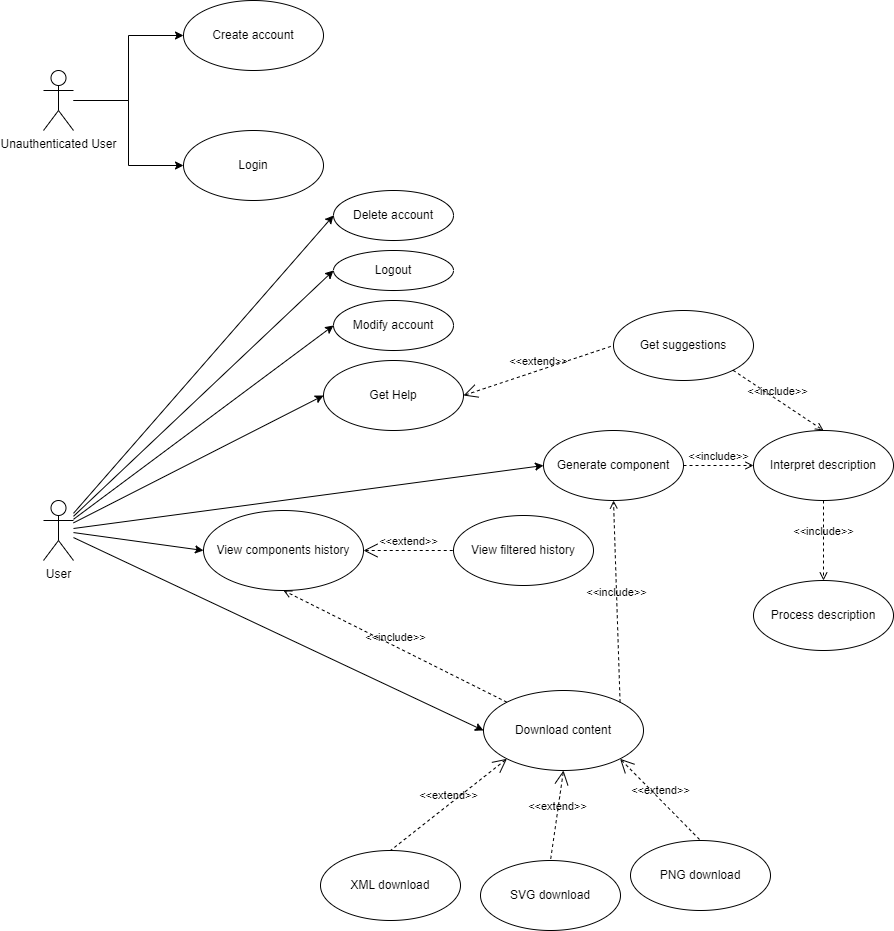 Create account
Unauthenticated User
Login
Delete account
Logout
Modify account
Get suggestions
<<extend>>
Get Help
<<include>>
Generate component
<<include>>
Interpret description
User
View components history
<<extend>>
View filtered history
<<include>>
<<include>>
Process description
<<include>>
Download content
<<extend>>
<<extend>>
<<extend>>
XML download
SVG download
PNG download